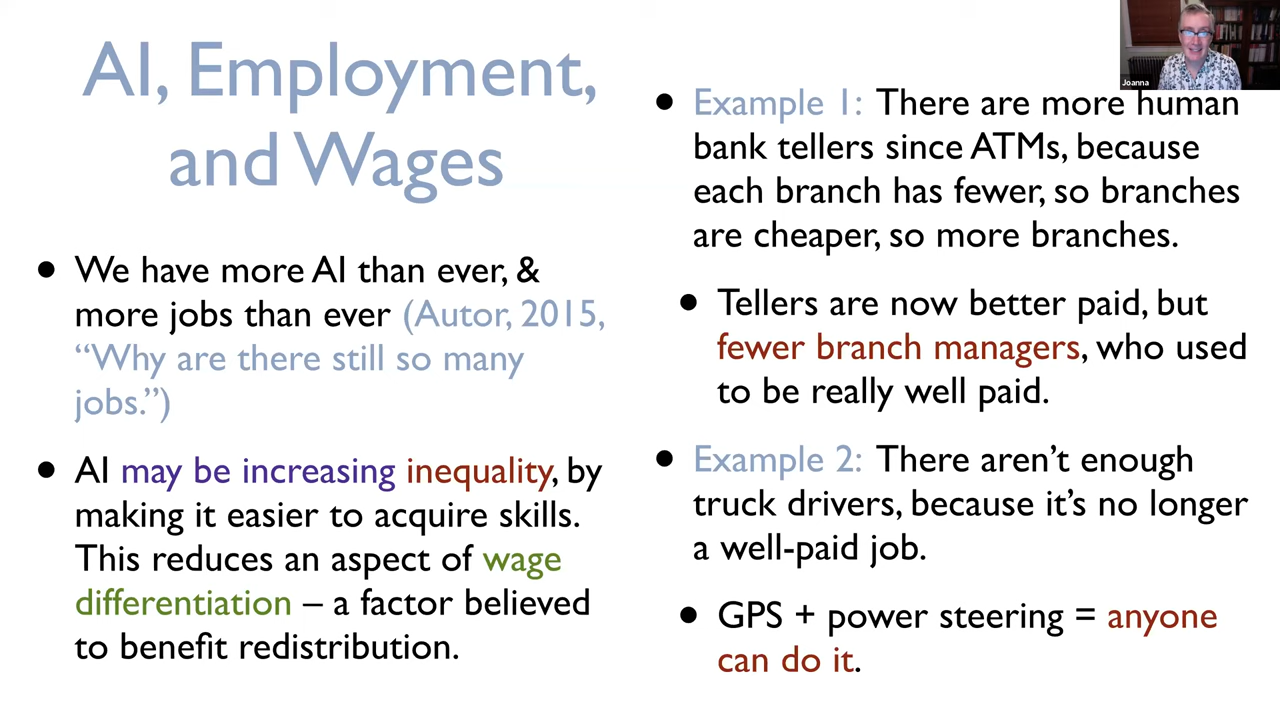 AI, Employment,
and Wages
• We have more AI than ever, &
more jobs than ever (Autor, 2015,
“Why are there still so many
jobs.”)
• AI may be increasing inequality, by
making it easier to acquire skills.
This reduces an aspect of wage
differentiation – a factor believed
to benefit redistribution.
Joanna
• Example 1: There are more human
bank tellers since ATMs, because
each branch has fewer, so branches
are cheaper, so more branches.
• Tellers are now better paid, but
fewer branch managers, who used
to be really well paid.
• Example 2: There aren’t enough
truck drivers, because it’s no longer
a well-paid job.
• GPS + power steering = anyone
can do it.